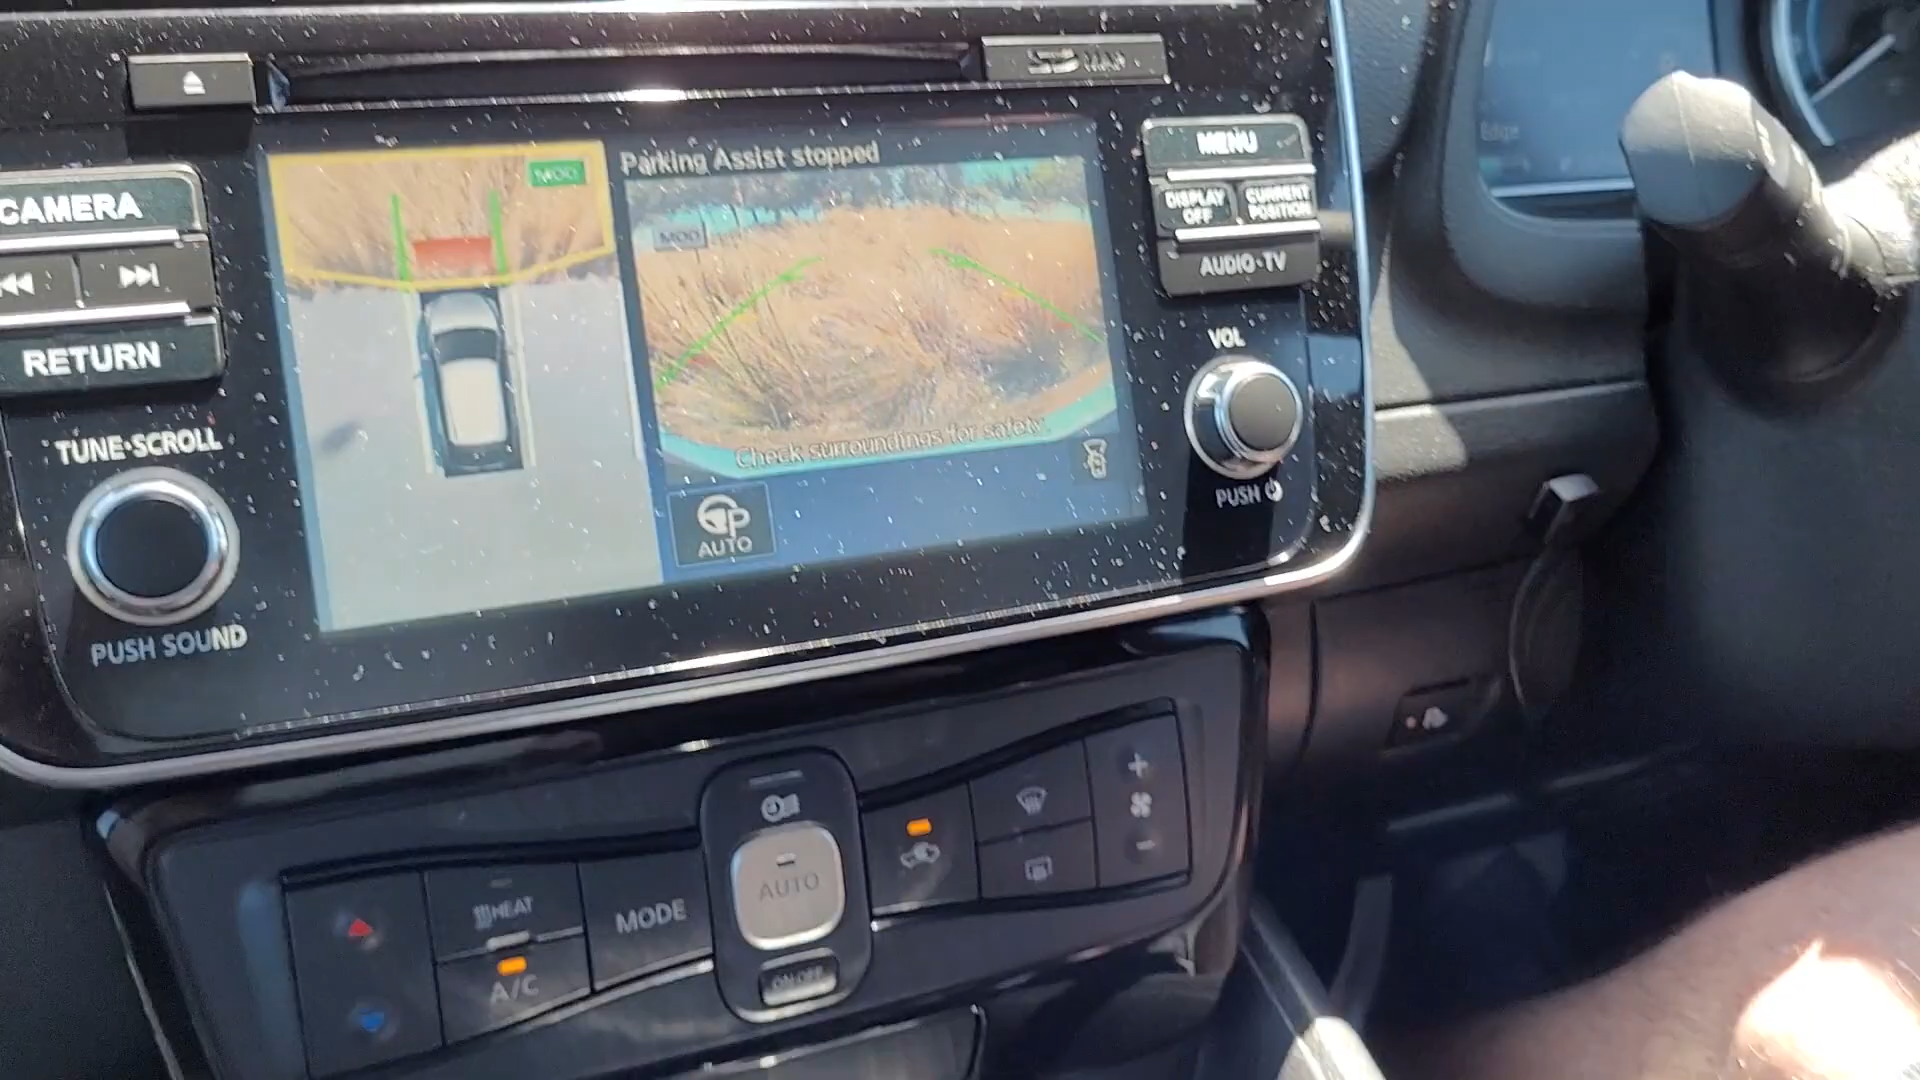 CAMERA
RETURN
TUNE·SCROLL
PUSH SOUND
MOD
Parking Assist stopped
MOD
Check surroundings for safety.
P
AUTO
MENU
DISPLAY
OFF
CURRENT
POSITION
AUDIO·TV
VOL
PUSH
Edge
HEAT
A/C
MODE
AUTO
ON·OFF